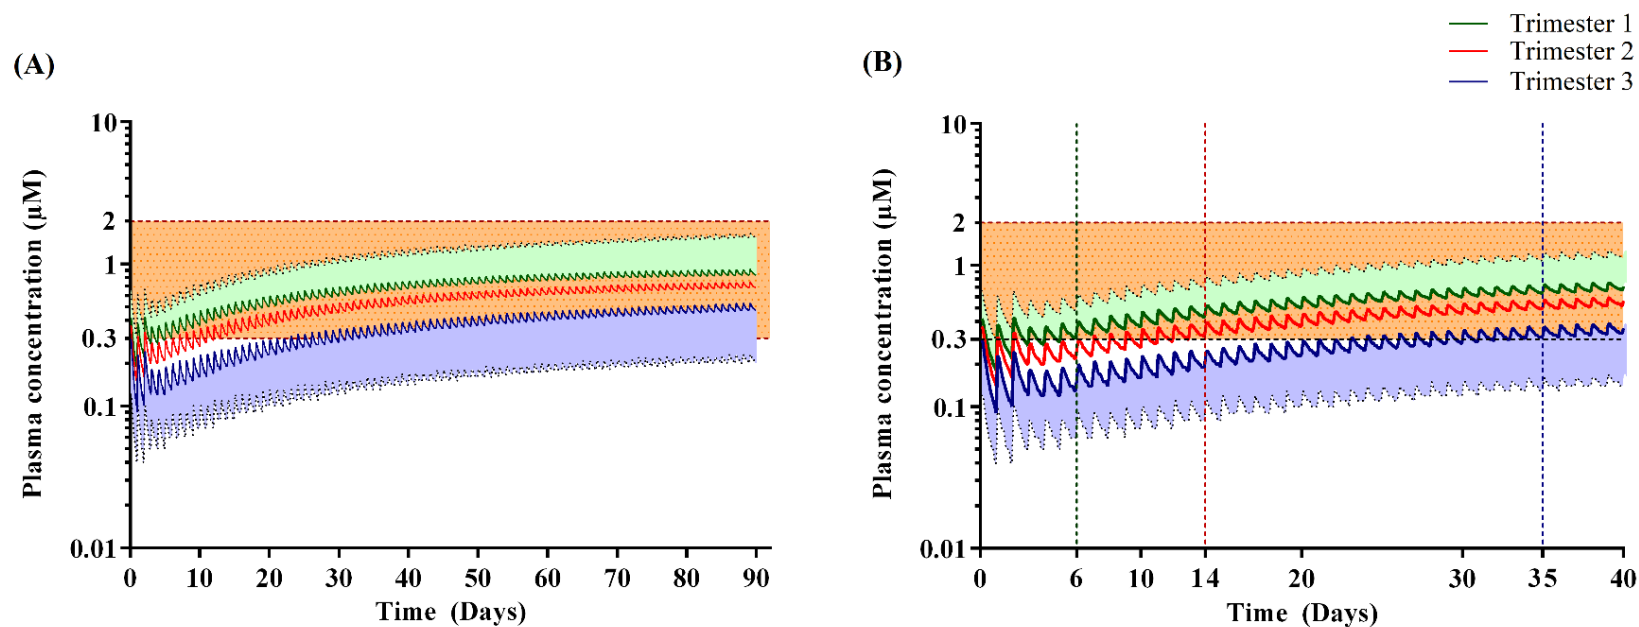 Trimester 1
Trimester 2
Trimester 3
(A)
Plasma concentration (µM)
10
2
1
0.3
0.1
0.01
0 10 20 30 40 50 60 70 80 90
Time (Days)
(B)
Plasma concentration (µM)
10
2
1
0.3
0.1
0.01
0 6 10 14 20 30 35 40
Time (Days)